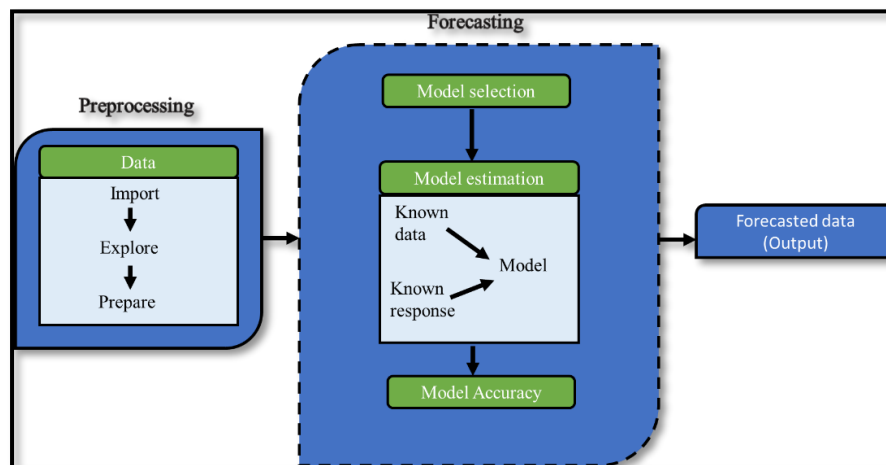 Forecasting
Preprocessing
Data
Import
Explore
Prepare
Model selection
Model estimation
Known
data
Model
Known
response
Model Accuracy
Forecasted data
(Output)